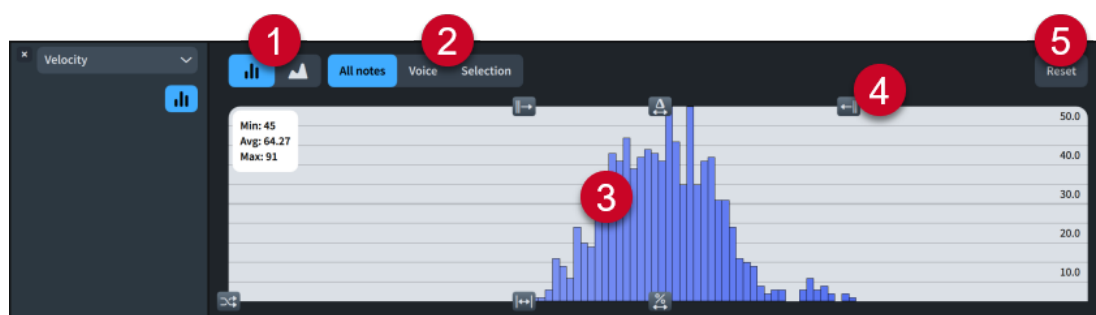 1
2
5
×
Velocity
All notes
Voice
Selection
Reset
4
Min: 45
Avg: 64.27
Max: 91
50.0
40.0
3
30.0
20.0
10.0
%